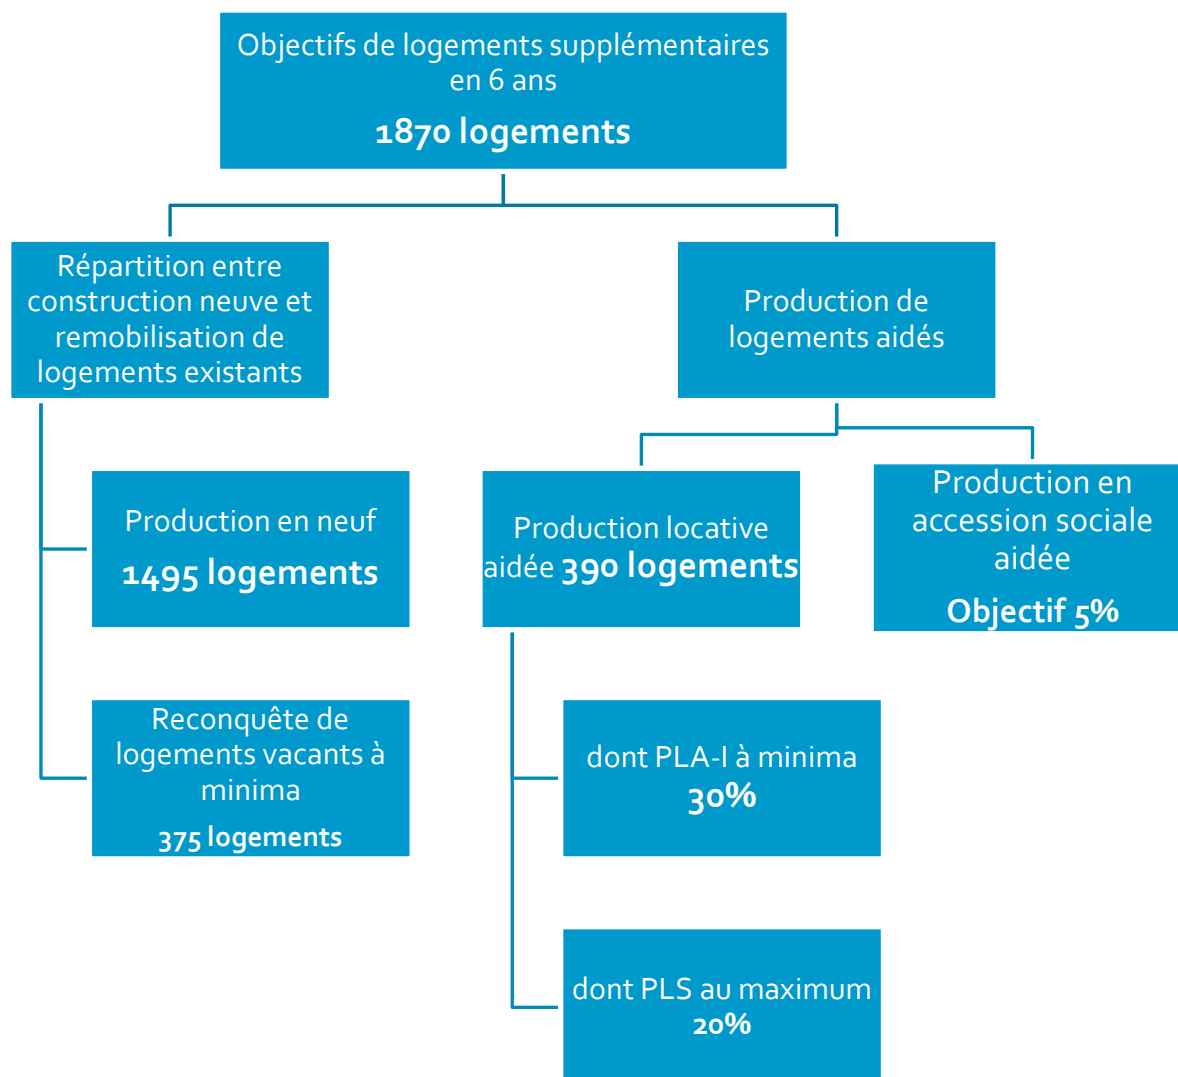 Objectifs de logements supplémentaires
en 6 ans
1870 logements
Répartition entre
construction neuve et
remobilisation de
logements existants
Production de
logements aidés
Production en neuf
1495 logements
Production locative
aidée 390 logements
Production en
accession sociale
aidée
Objectif 5%
Reconquête de
logements vacants à
minima
375 logements
dont PLA-I à minima
30%
dont PLS au maximum
20%